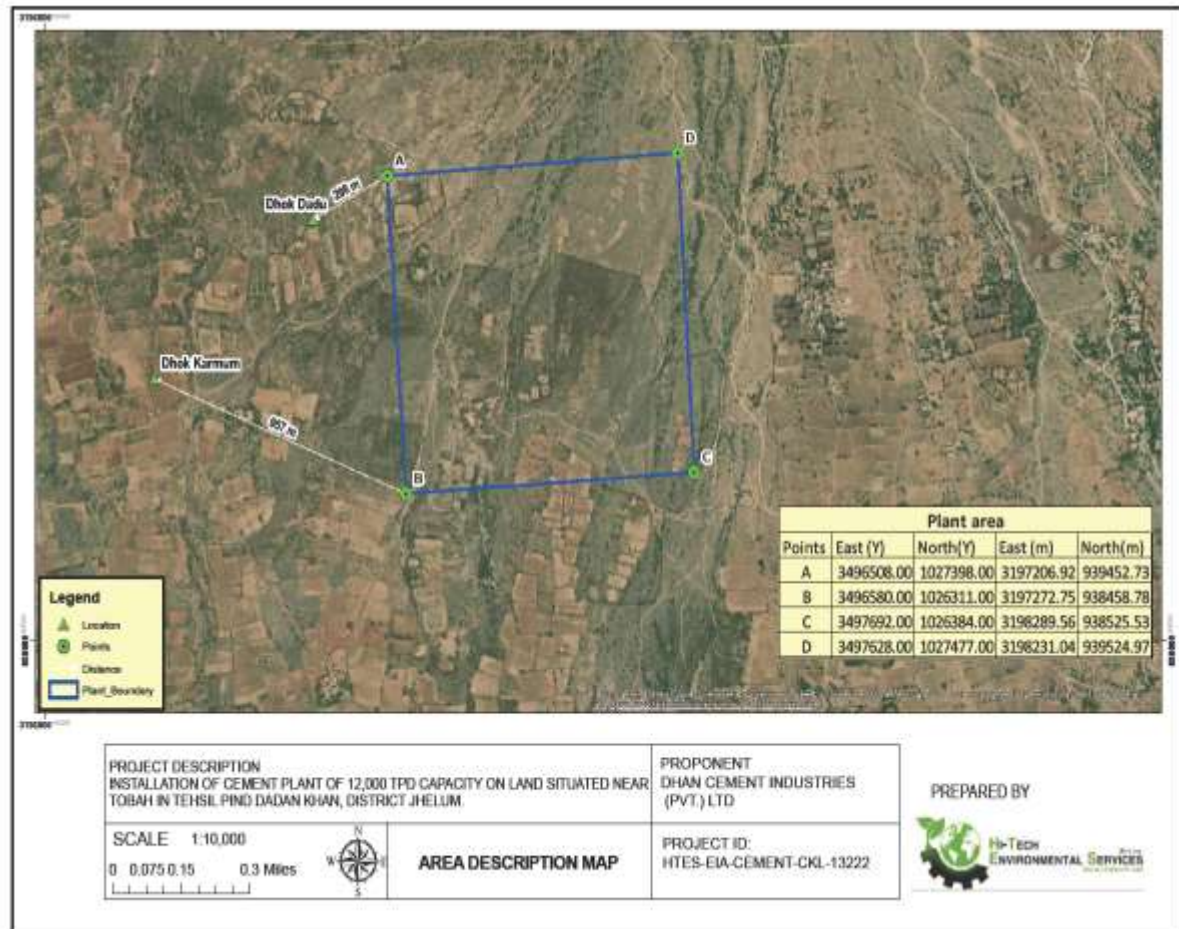 A
D
298 m
Dhok Dudu
Dhok Karmum
957 m
B
C
Plant area
Points East (Y) North(Y) East (m) North(m)
A 3496508.00 1027398.00 3197206.92 939452.73
B 3496580.00 1026311.00 3197272.75 938458.78
C 3497692.00 1026384.00 3198289.56 938525.53
D 3497628.00 1027477.00 3198231.04 939524.97
Legend
Location
Points
Distance
Plant_Boundary
PROJECT DESCRIPTION
INSTALLATION OF CEMENT PLANT OF 12,000 TPD CAPACITY ON LAND SITUATED NEAR
TOBAH IN TEHSIL PIND DADAN KHAN, DISTRICT JHELUM.
PROPONENT
DHAN CEMENT INDUSTRIES
(PVT.) LTD
SCALE 1:10,000
0 0.075 0.15 0.3 Miles
N
W E
S
AREA DESCRIPTION MAP
PROJECT ID:
HTES-EIA-CEMENT-CKL-13222
PREPARED BY
HI-TECH
ENVIRONMENTAL SERVICES